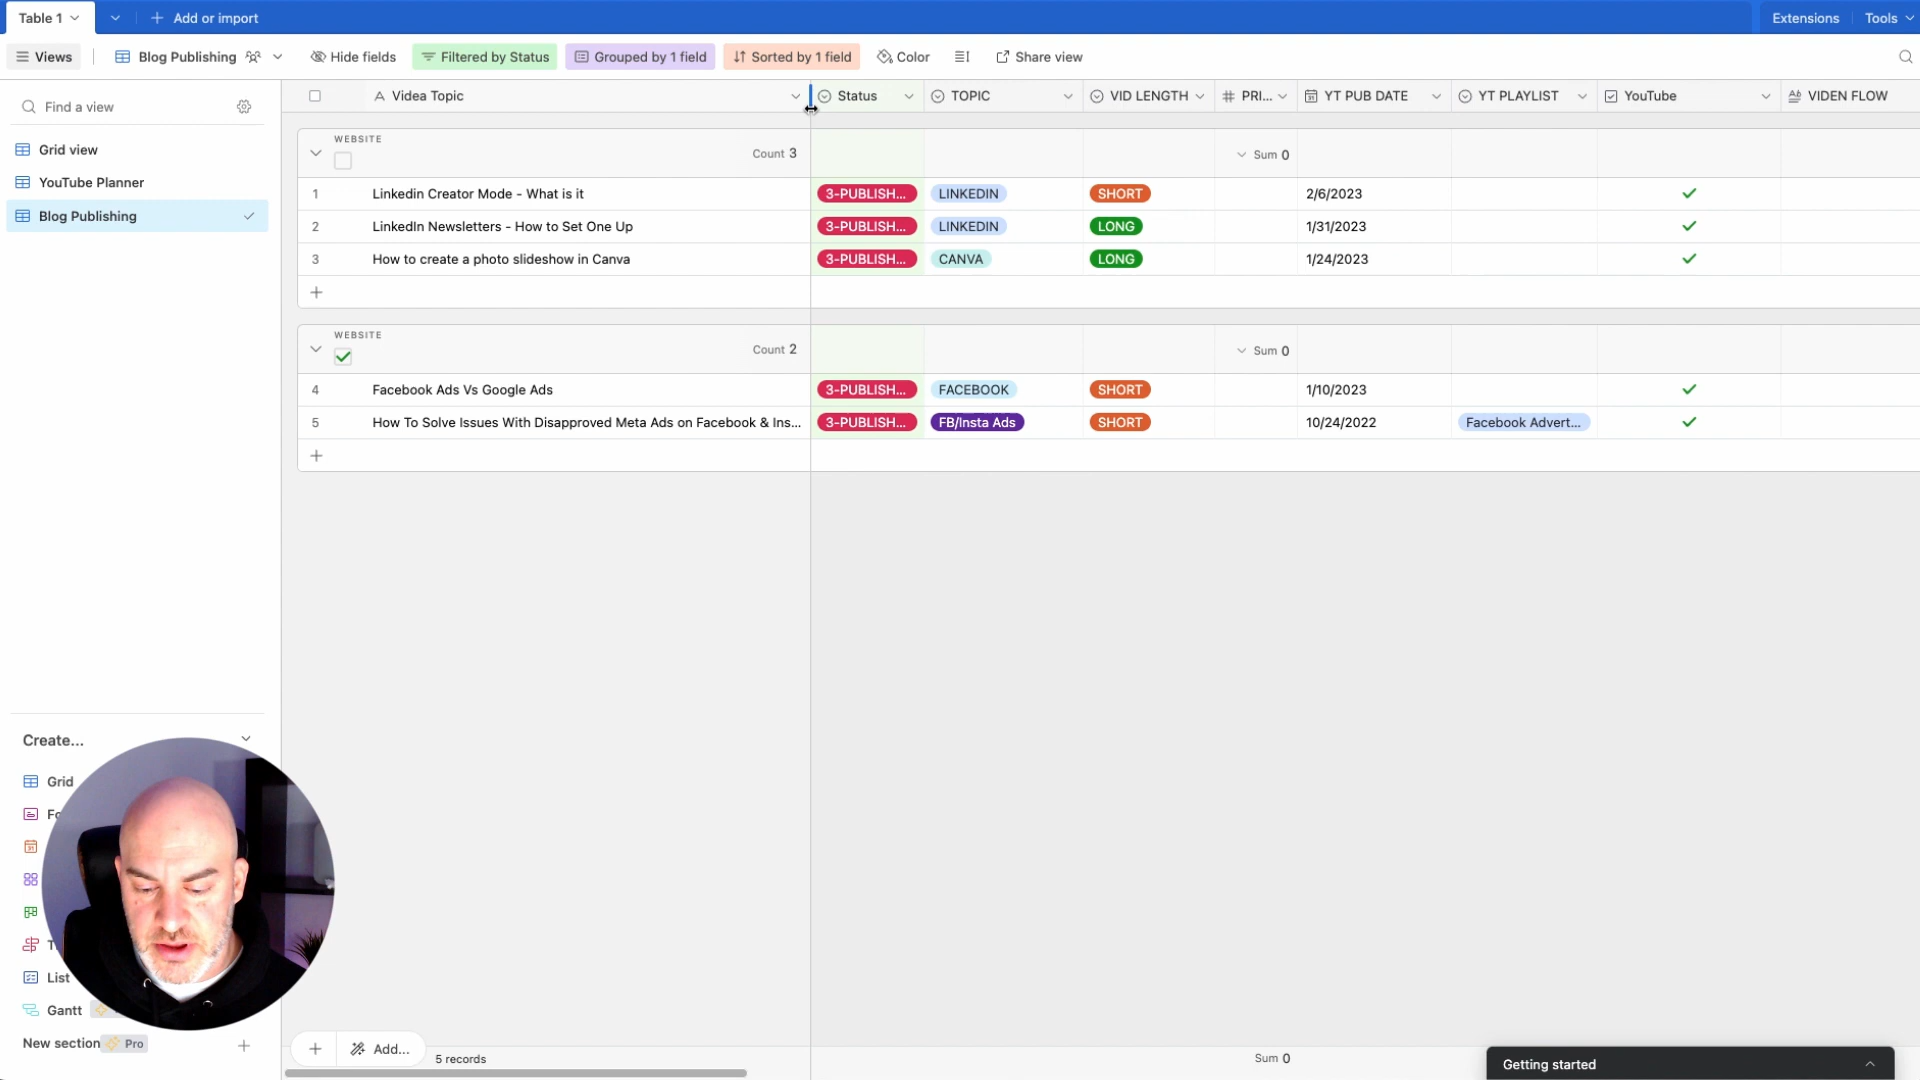 Table 1
Add or import
Extensions
Tools
Views
Blog Publishing
Hide fields
Filtered by Status
Grouped by 1 field
Sorted by 1 field
Color
Share view
Find a view
Grid view
YouTube Planner
Blog Publishing
Videa Topic
Status
TOPIC
VID LENGTH
PRI...
YT PUB DATE
YT PLAYLIST
YouTube
VIDEN FLOW
WEBSITE
Count 3
Sum 0
1 Linkedin Creator Mode - What is it 3-PUBLISH... LINKEDIN SHORT 2/6/2023
2 LinkedIn Newsletters - How to Set One Up 3-PUBLISH... LINKEDIN LONG 1/31/2023
3 How to create a photo slideshow in Canva 3-PUBLISH... CANVA LONG 1/24/2023
WEBSITE
Count 2
Sum 0
4 Facebook Ads Vs Google Ads 3-PUBLISH... FACEBOOK SHORT 1/10/2023
5 How To Solve Issues With Disapproved Meta Ads on Facebook & Ins... 3-PUBLISH... FB/Insta Ads SHORT 10/24/2022 Facebook Advert...
Create...
Grid
List
Gantt
New section Pro
Add...
5 records
Sum 0
Getting started